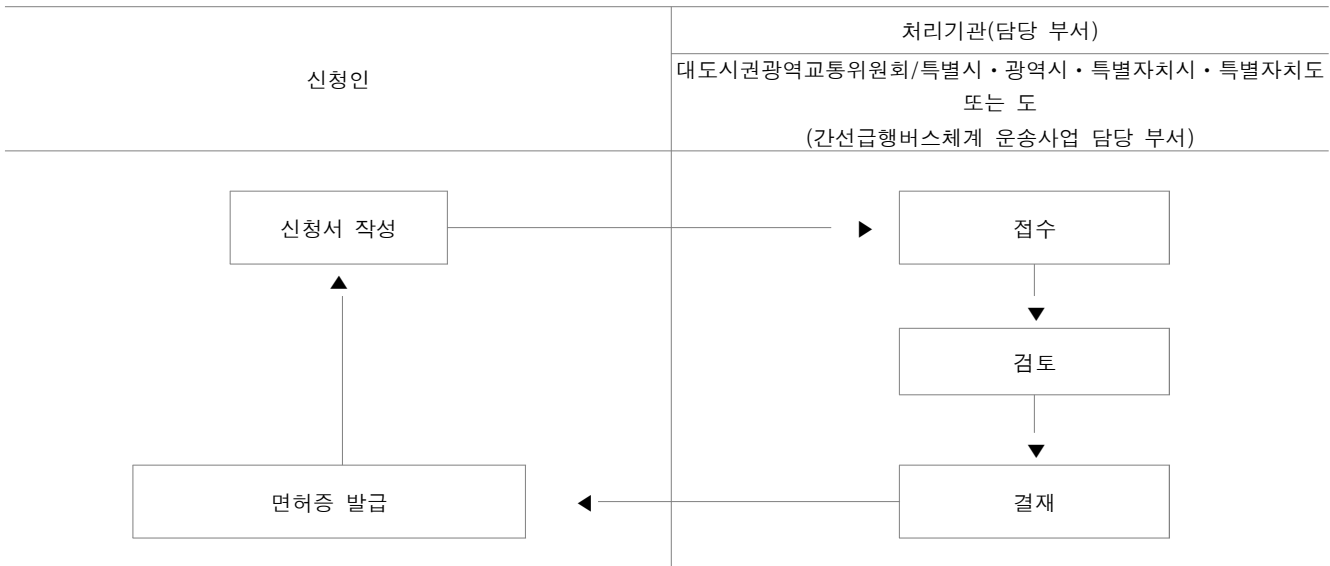 신청인
처리기관(담당 부서)
대도시권광역교통위원회/특별시・광역시・특별자치시・특별자치도
또는 도
(간선급행버스체계 운송사업 담당 부서)
신청서 작성
접수
검토
면허증 발급
결재